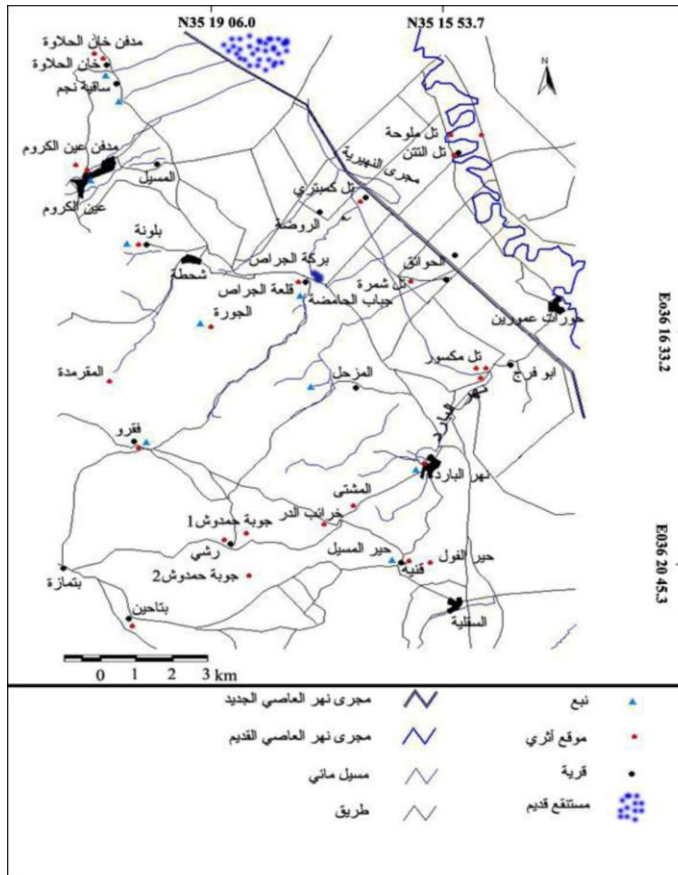 N35 19 06.0
N35 15 53.7
مدفن خان الحلاوة
خان الحلاوة
ساقية نجم
مدفن عين الكروم
المسيل
عين الكروم
تل ملوحة
تل التتن
مجرى النهيرية
تل كمبتري
الروضة
بلونة
شحطة
بركة الجراص
قلعة الجراص
جباب الحامضة
الحوائق
تل شمرة
حورات عمورين
Eo36 16 33.2
الجورة
المقرمدة
المزحل
تل مكسور
ابو فرج
نهر البارد
فقرو
نهر البارد
المشتى
خرائب الدر
جوبة حمدوش1
رشي
جوبة حمدوش2
حير المسيل
حير الفول
قنية
E036 20 45.3
بتمازة
بتاحين
السقلبية
0 1 2 3 km
نبع
مجرى نهر العاصي الجديد
موقع أثري
مجرى نهر العاصي القديم
قرية
مسيل مائي
مستنقع قديم
طريق
N